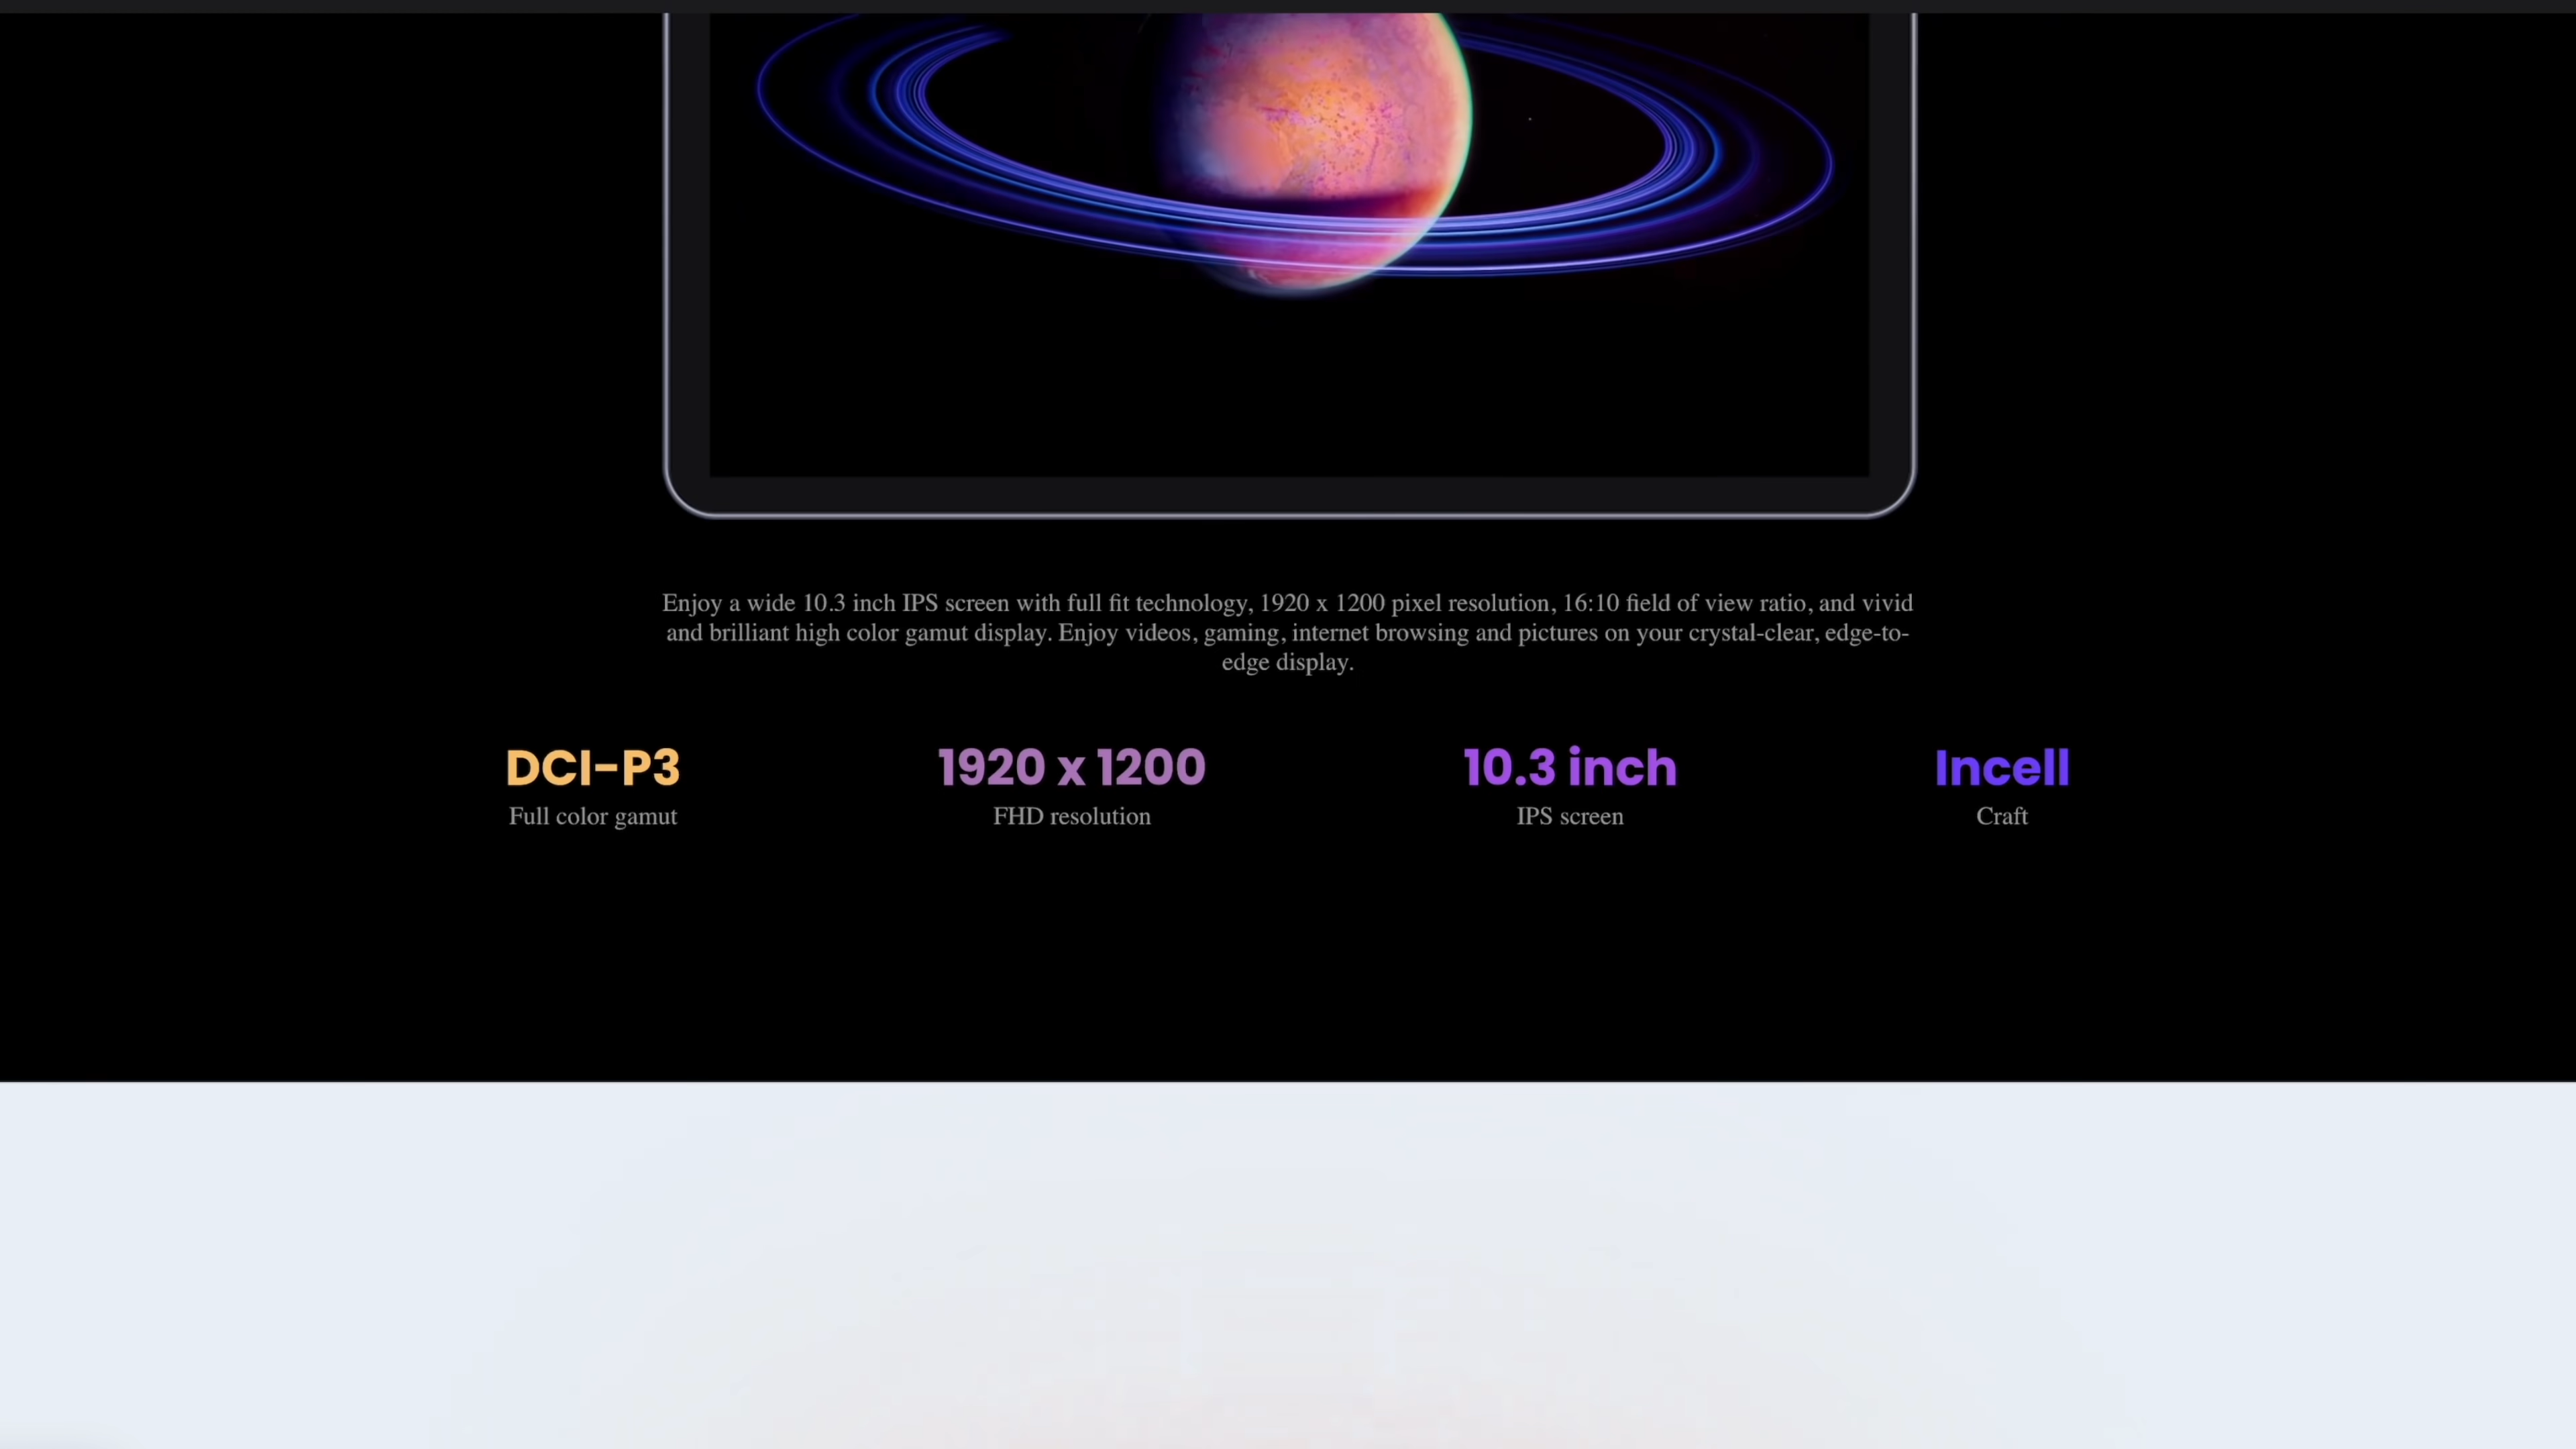 Enjoy a wide 10.3 inch IPS screen with full fit technology, 1920 x 1200 pixel resolution, 16:10 field of view ratio, and vivid
and brilliant high color gamut display. Enjoy videos, gaming, internet browsing and pictures on your crystal-clear, edge-to-
edge display.
DCI-P3
Full color gamut
1920 x 1200
FHD resolution
10.3 inch
IPS screen
Incell
Craft